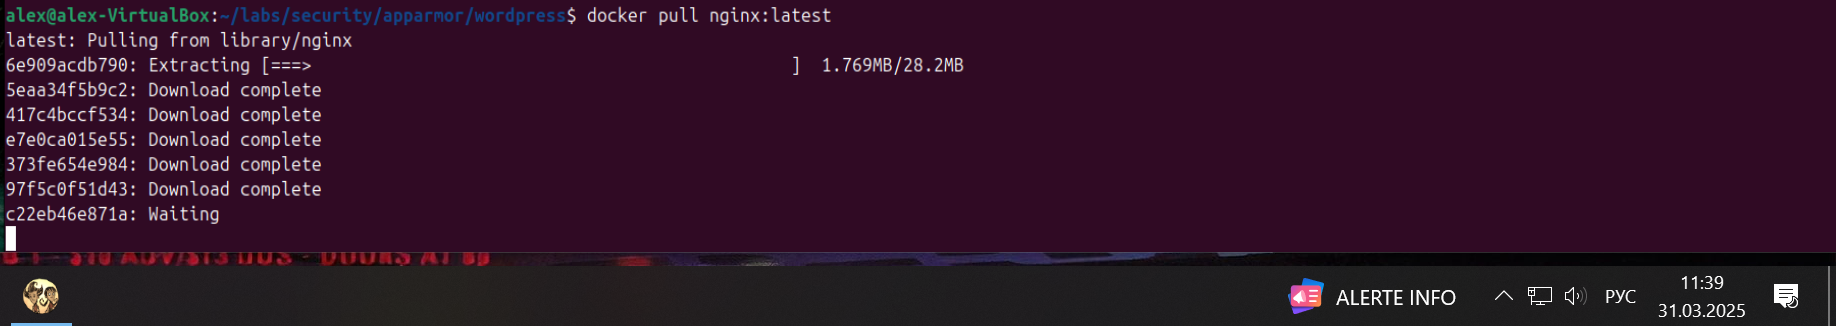 alex@alex-VirtualBox:~/labs/security/apparmor/wordpress$ docker pull nginx:latest
latest: Pulling from library/nginx
6e909acdb790: Extracting [===>                                               ]  1.769MB/28.2MB
5eaa34f5b9c2: Download complete
417c4bccf534: Download complete
e7e0ca015e55: Download complete
373fe654e984: Download complete
97f5c0f51d43: Download complete
c22eb46e871a: Waiting
ALERTE INFO
РУС
11:39
31.03.2025